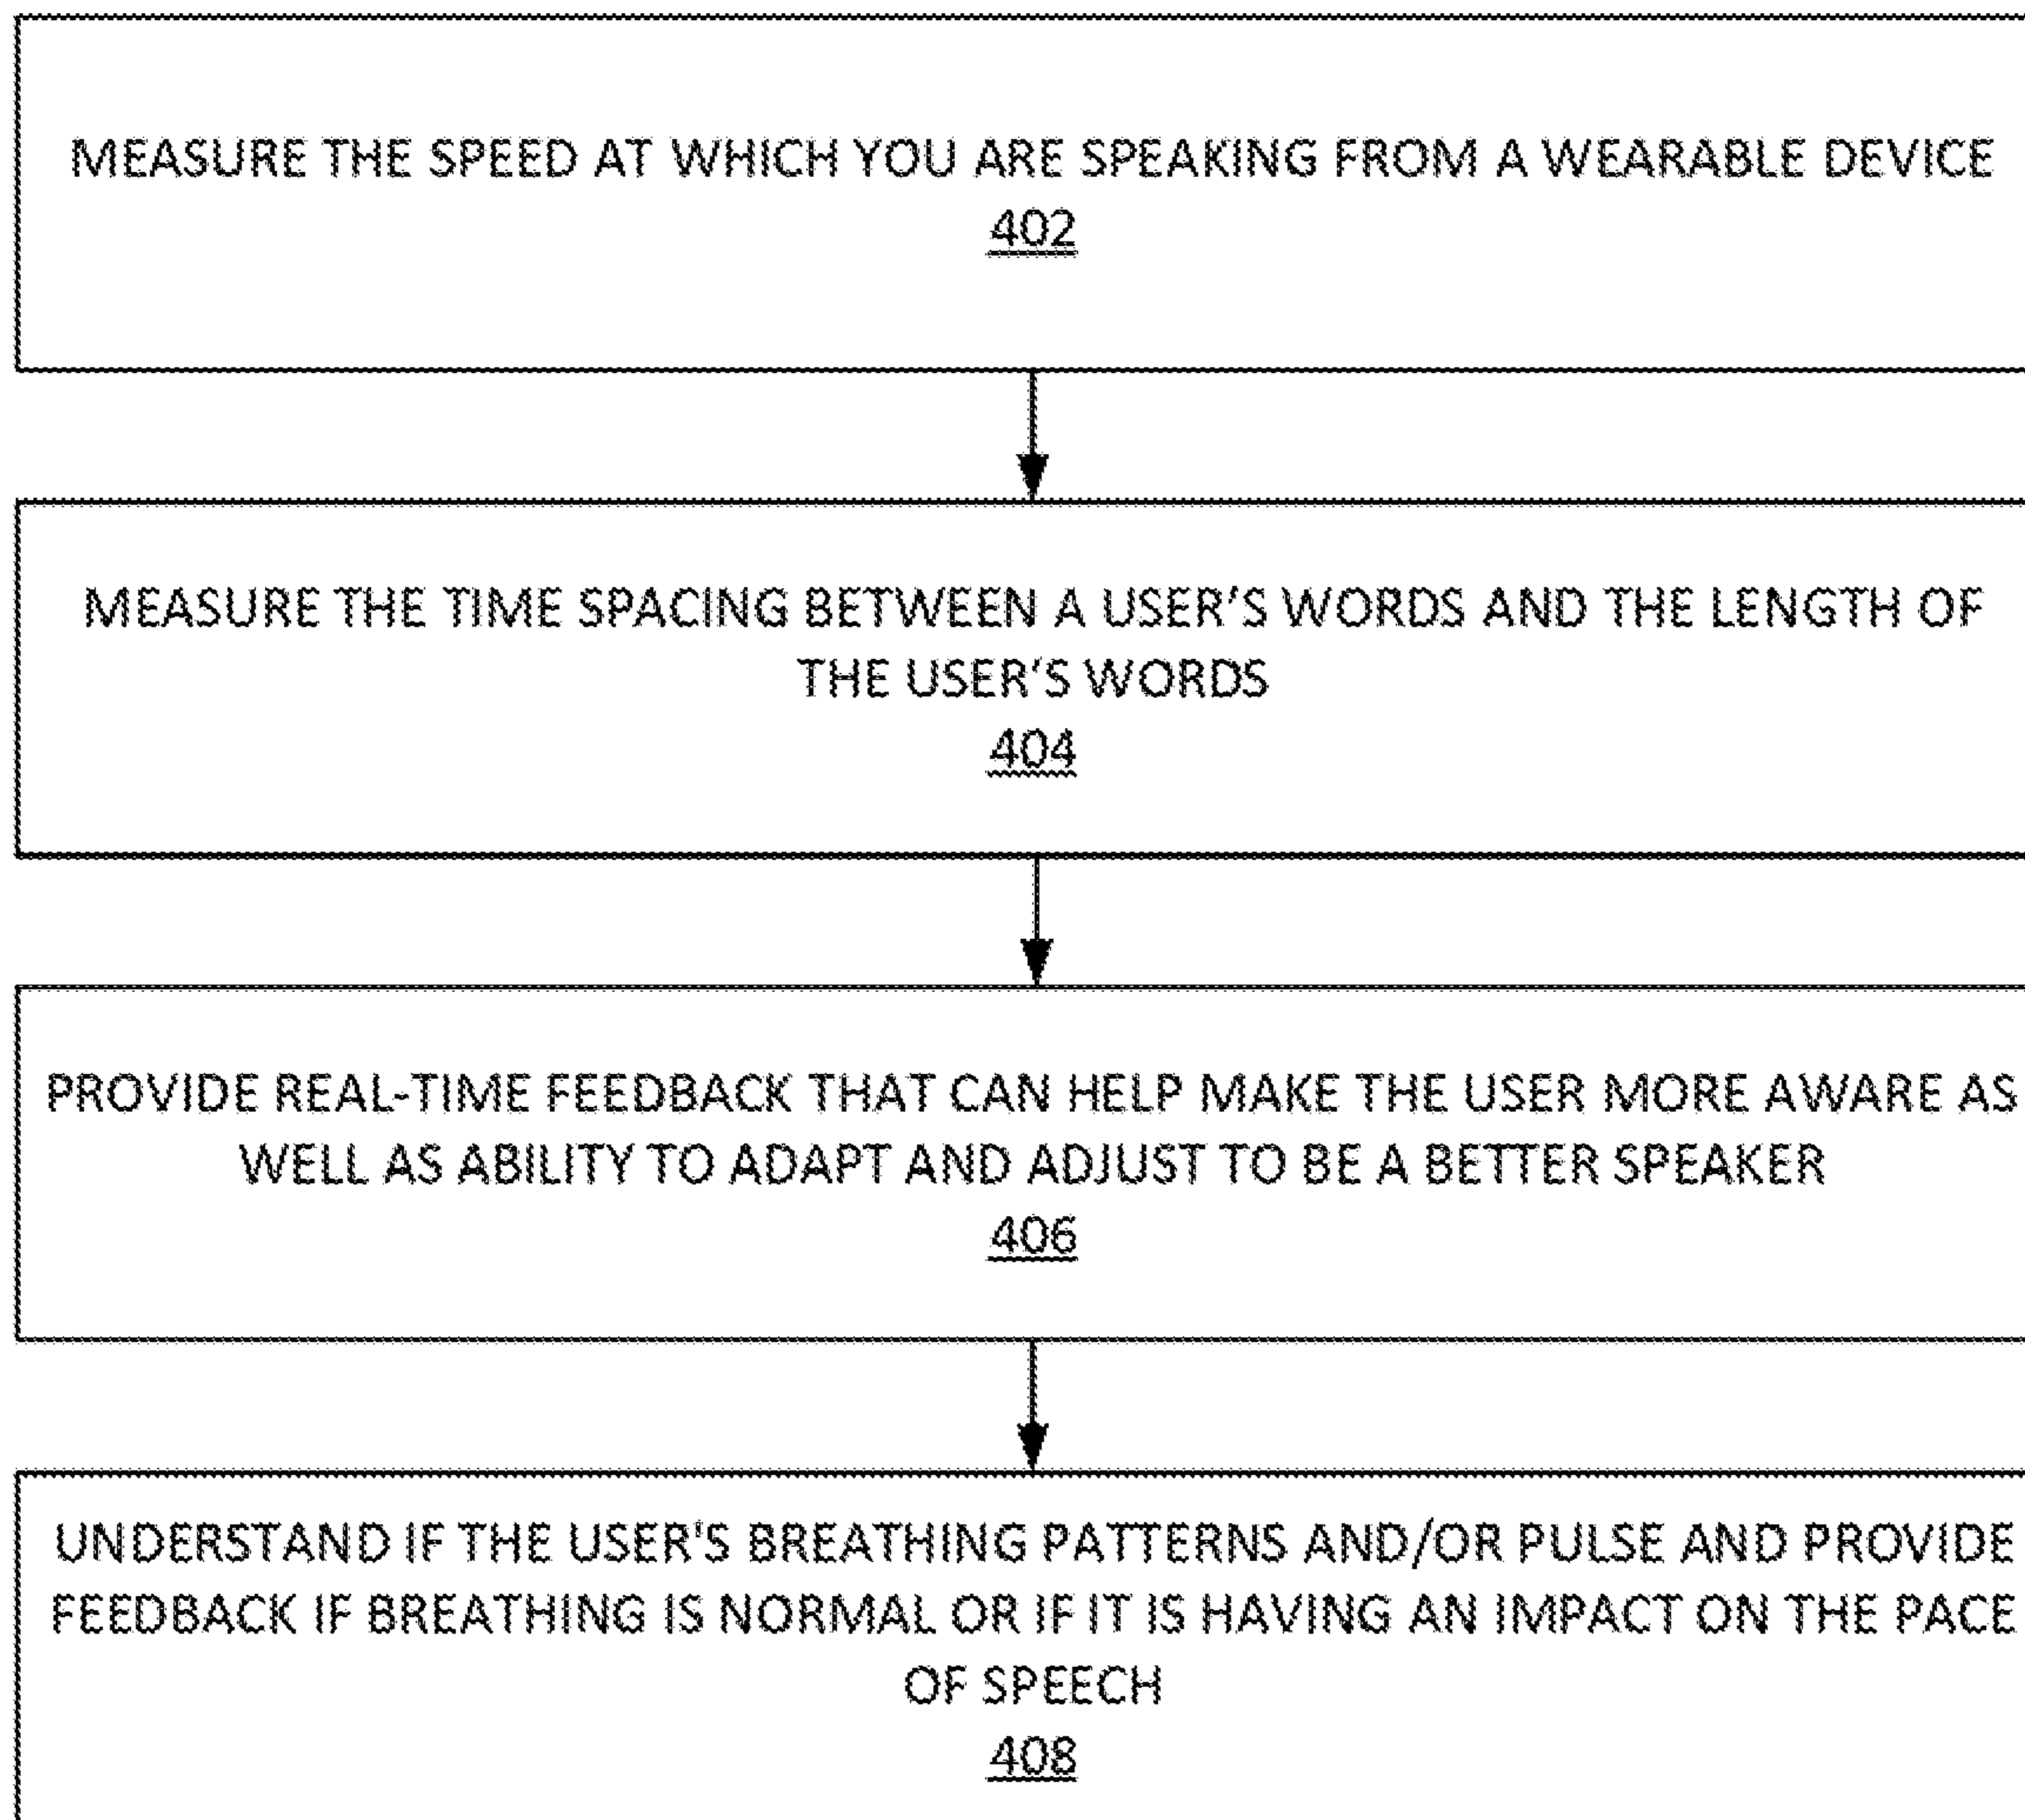 MEASURE THE SPEED AT WHICH YOU ARE SPEAKING FROM A WEARABLE DEVICE
402
MEASURE THE TIME SPACING BETWEEN A USER'S WORDS AND THE LENGTH OF
THE USER'S WORDS
404
PROVIDE REAL-TIME FEEDBACK THAT CAN HELP MAKE THE USER MORE AWARE AS
WELL AS ABILITY TO ADAPT AND ADJUST TO BE A BETTER SPEAKER
406
UNDERSTAND IF THE USER'S BREATHING PATTERNS AND/OR PULSE AND PROVIDE
FEEDBACK IF BREATHING IS NORMAL OR IF IT IS HAVING AN IMPACT ON THE PACE
OF SPEECH
408